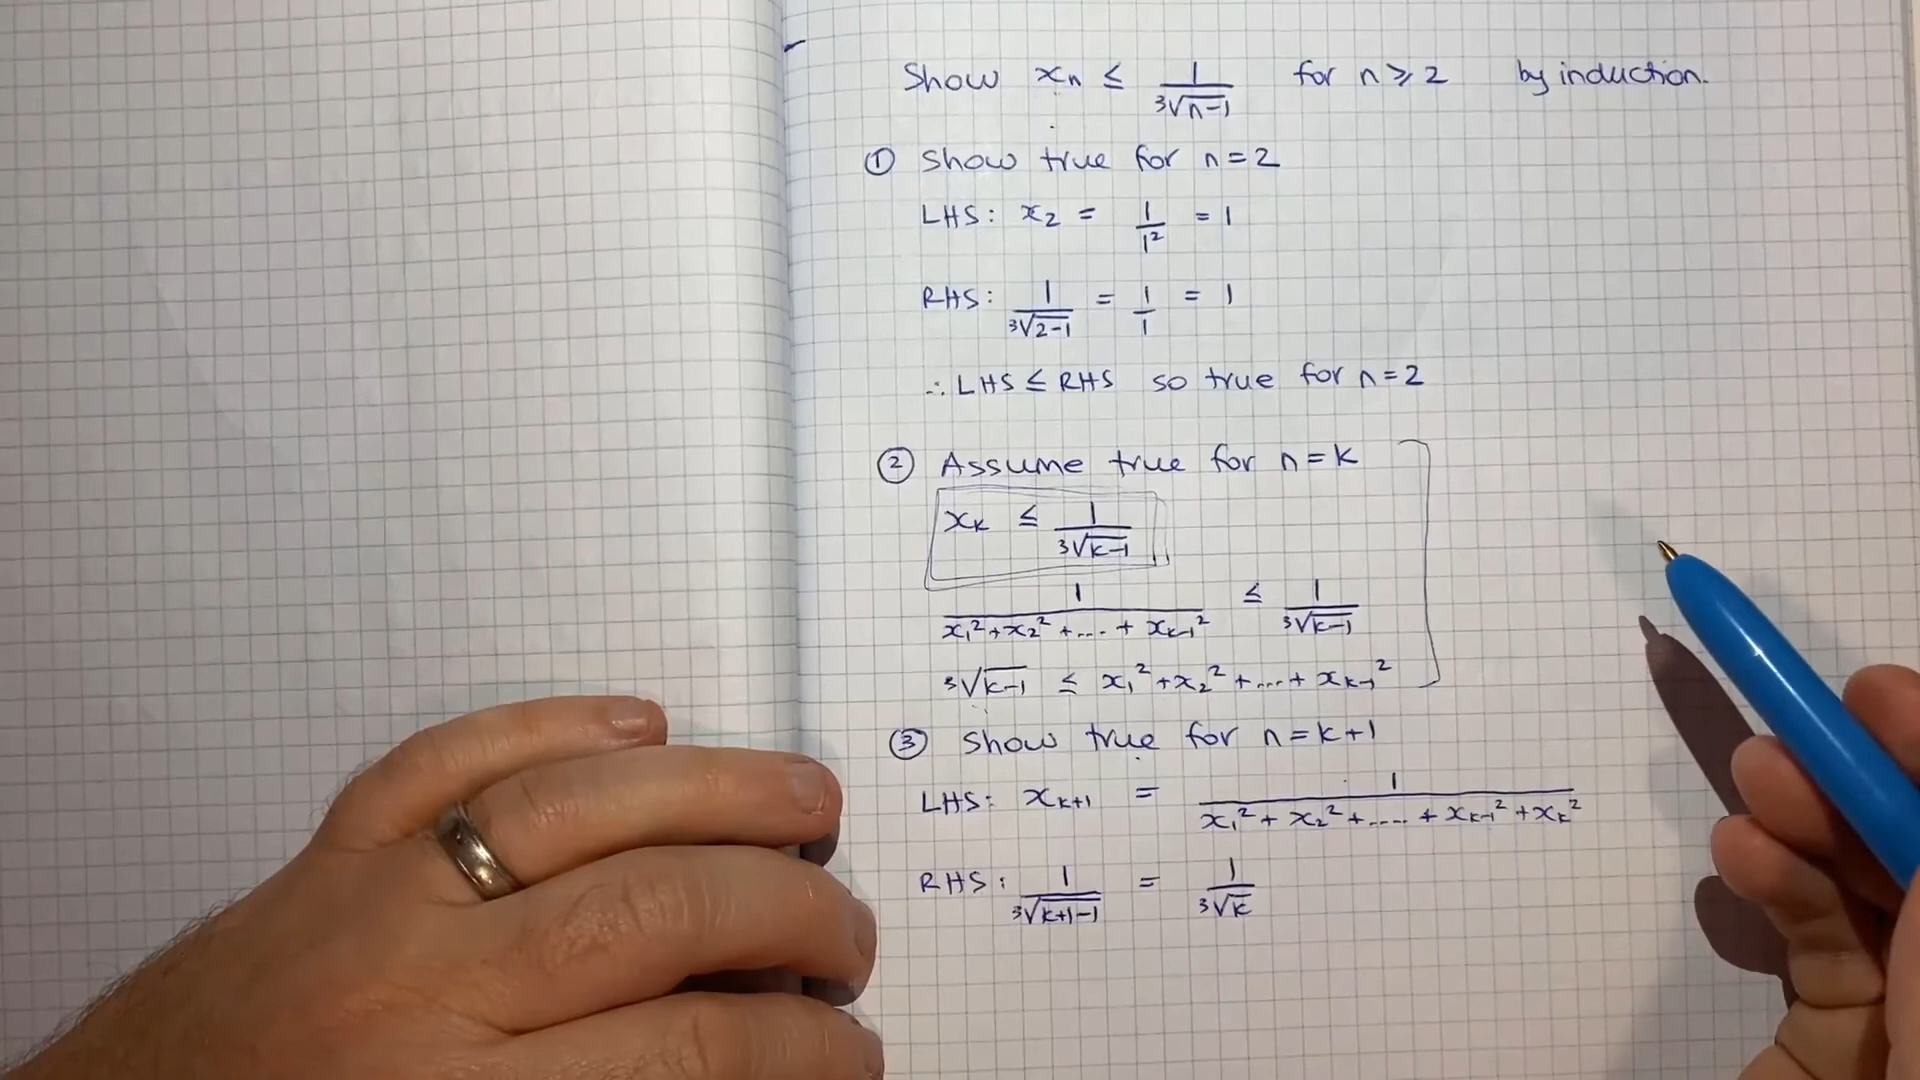 Show xₙ ≤ 1/∛(n-1) for n ≥ 2 by induction.
① Show true for n = 2
LHS: x₂ = 1/1² = 1
RHS: 1/∛(2-1) = 1/1 = 1
∴ LHS ≤ RHS so true for n = 2
② Assume true for n = k
xₖ ≤ 1/∛(k-1)
1/(x₁² + x₂² + .... + xₖ₋₁²) ≤ 1/∛(k-1)
∛(k-1) ≤ x₁² + x₂² + .... + xₖ₋₁²
③ Show true for n = k+1
LHS: xₖ₊₁ = 1/(x₁² + x₂² + ..... + xₖ₋₁² + xₖ²)
RHS: 1/∛(k+1-1) = 1/∛k